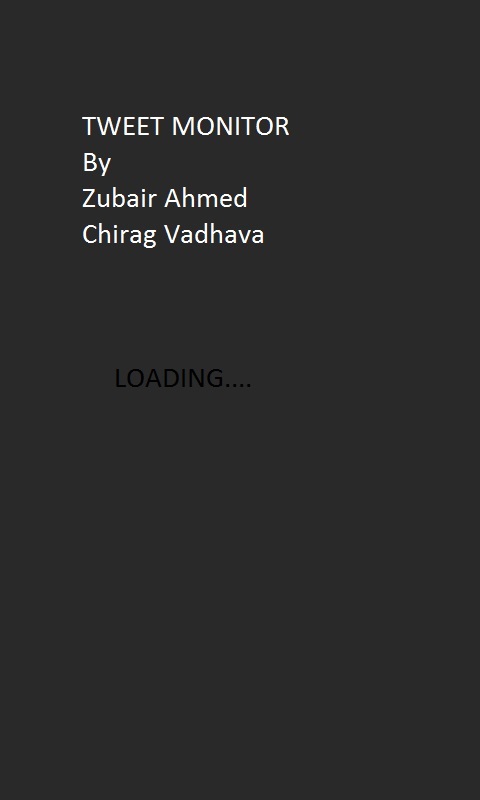 TWEET MONITOR
By
Zubair Ahmed
Chirag Vadhava
LOADING....